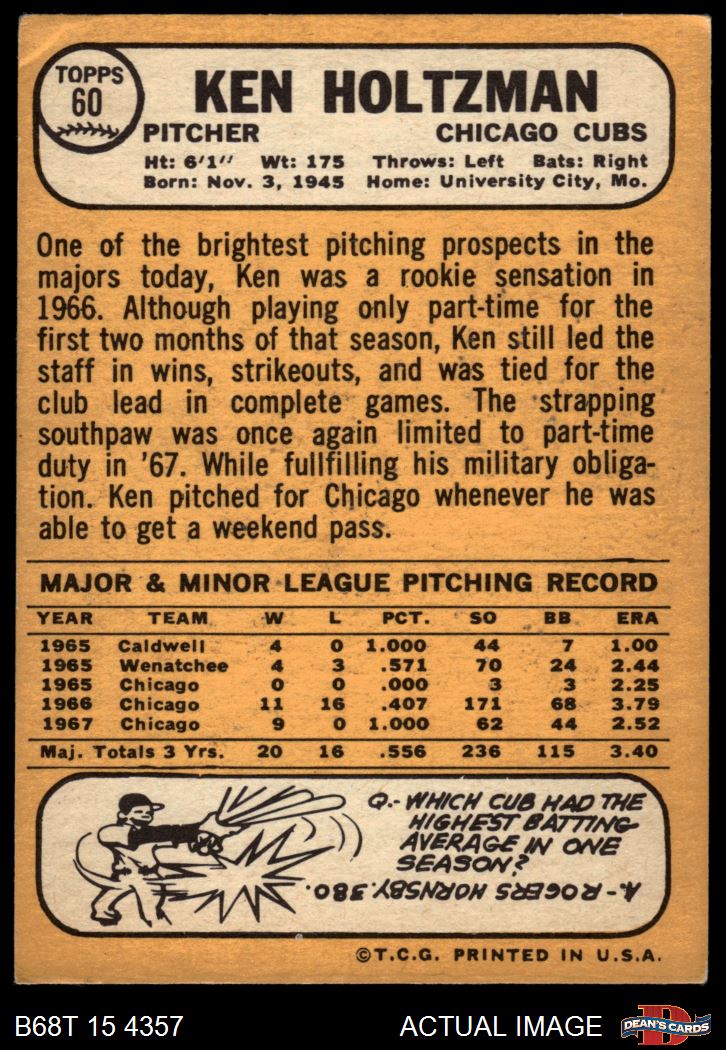 TOPPS
60
KEN HOLTZMAN
PITCHER CHICAGO CUBS
Ht: 6'1" Wt: 175 Throws: Left Bats: Right
Born: Nov. 3, 1945 Home: University City, Mo.
One of the brightest pitching prospects in the
majors today, Ken was a rookie sensation in
1966. Although playing only part-time for the
first two months of that season, Ken still led the
staff in wins, strikeouts, and was tied for the
club lead in complete games. The strapping
southpaw was once again limited to part-time
duty in '67. While fullfilling his military obliga-
tion. Ken pitched for Chicago whenever he was
able to get a weekend pass.
MAJOR & MINOR LEAGUE PITCHING RECORD
YEAR TEAM W L PCT. SO BB ERA
1965 Caldwell 4 0 1.000 44 7 1.00
1965 Wenatchee 4 3 .571 70 24 2.44
1965 Chicago 0 0 .000 3 3 2.25
1966 Chicago 11 16 .407 171 68 3.79
1967 Chicago 9 0 1.000 62 44 2.52
Maj. Totals 3 Yrs. 20 16 .556 236 115 3.40
Q.- WHICH CUB HAD THE
HIGHEST BATTING
AVERAGE IN ONE
SEASON?
A.- ROGERS HORNSBY .380.
©T.C.G. PRINTED IN U.S.A.
B68T 15 4357 ACTUAL IMAGE
D
DEAN'S CARDS